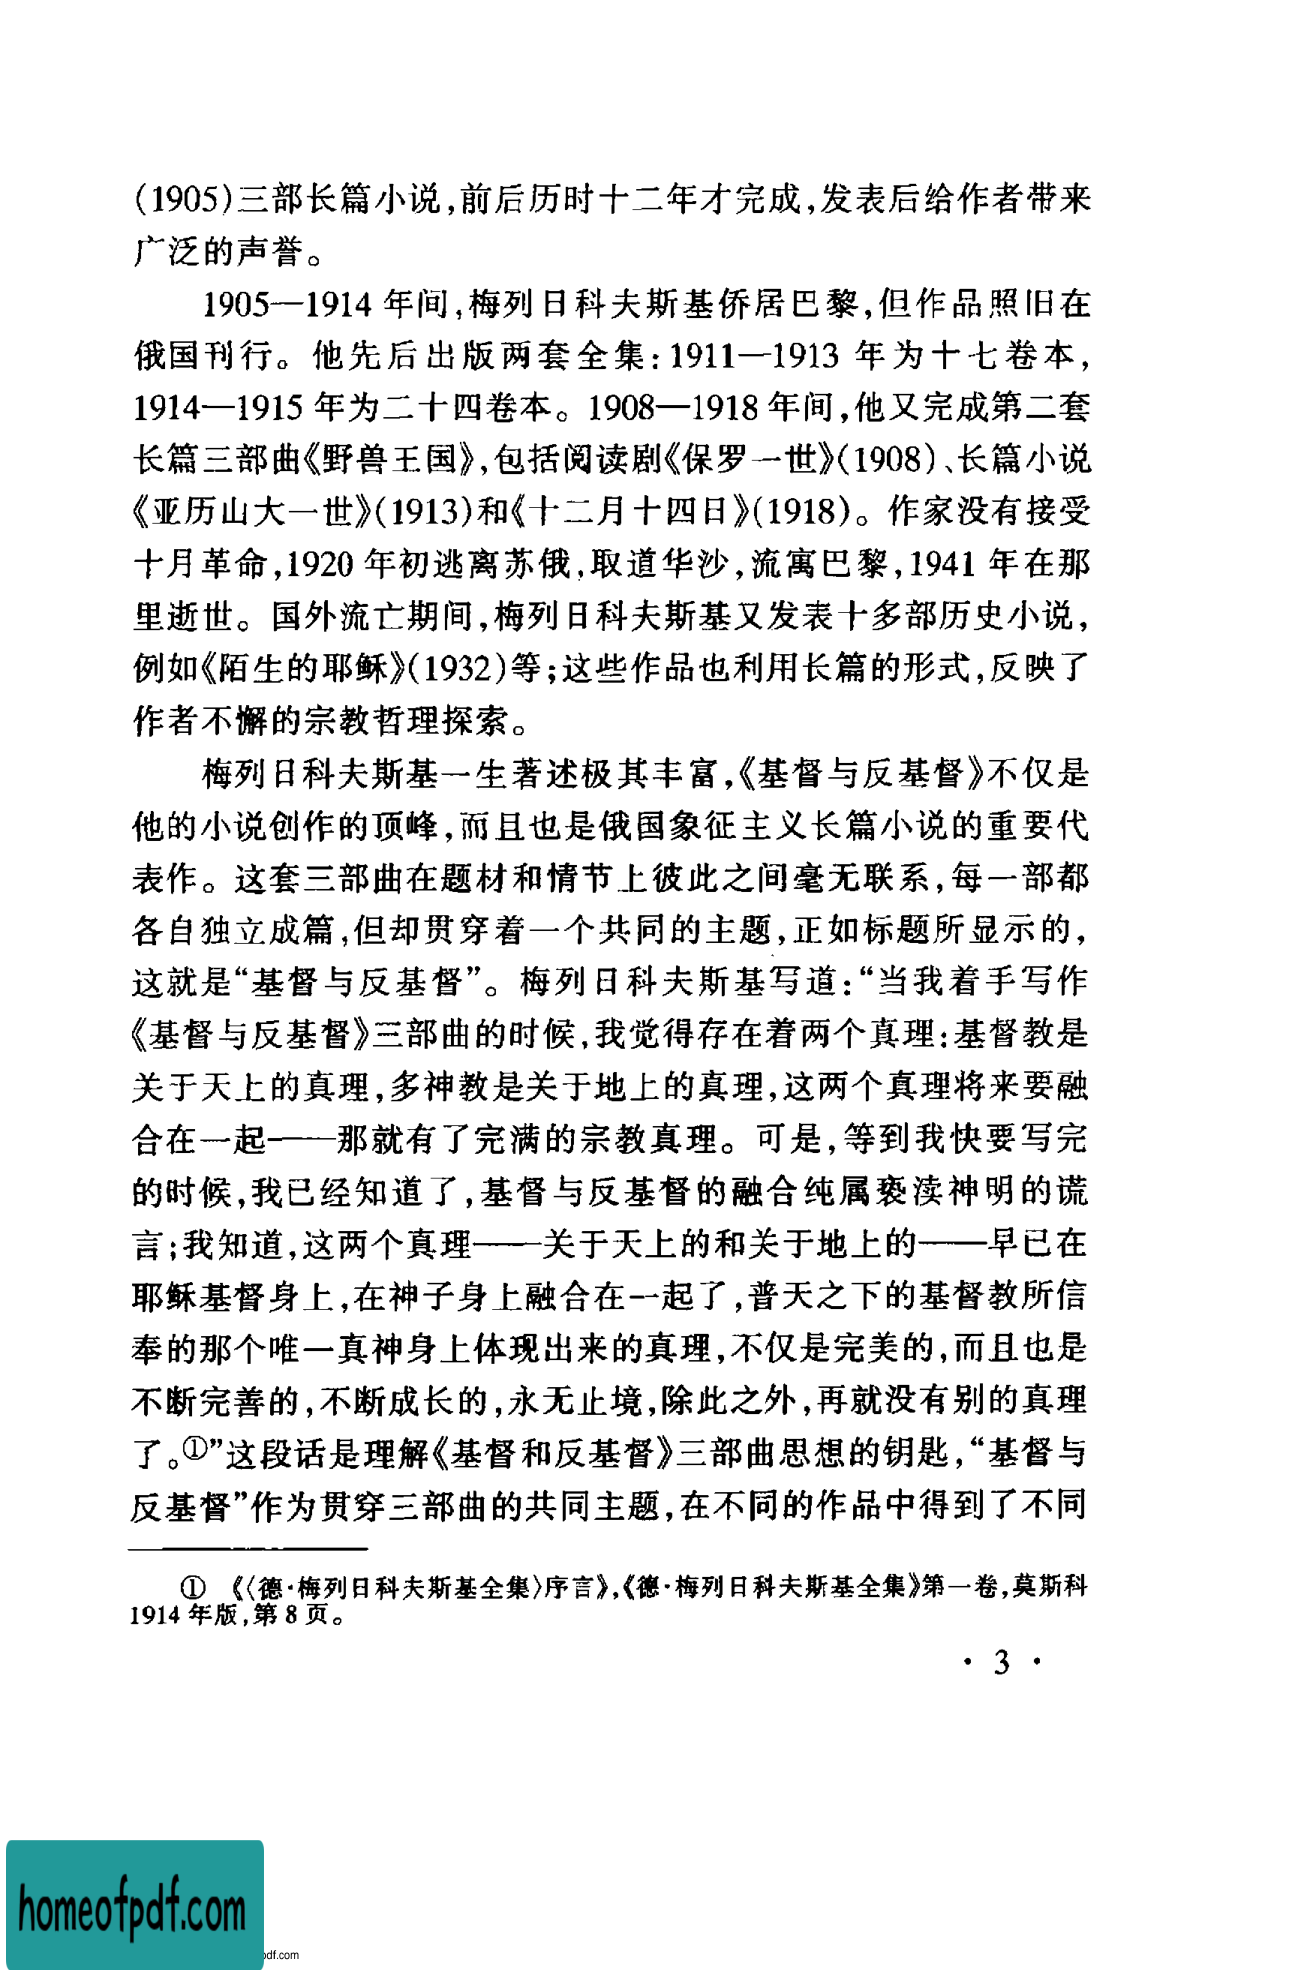 (1905)三部长篇小说,前后历时十二年才完成,发表后给作者带来
广泛的声誉。
1905—1914 年间,梅列日科夫斯基侨居巴黎,但作品照旧在
俄国刊行。他先后出版两套全集:1911—1913 年为十七卷本,
1914—1915 年为二十四卷本。1908—1918 年间,他又完成第二套
长篇三部曲《野兽王国》,包括阅读剧《保罗一世》(1908)、长篇小说
《亚历山大一世》(1913)和《十二月十四日》(1918)。作家没有接受
十月革命,1920 年初逃离苏俄,取道华沙,流寓巴黎,1941 年在那
里逝世。国外流亡期间,梅列日科夫斯基又发表十多部历史小说,
例如《陌生的耶稣》(1932)等;这些作品也利用长篇的形式,反映了
作者不懈的宗教哲理探索。
梅列日科夫斯基一生著述极其丰富,《基督与反基督》不仅是
他的小说创作的顶峰,而且也是俄国象征主义长篇小说的重要代
表作。这套三部曲在题材和情节上彼此之间毫无联系,每一部都
各自独立成篇,但却贯穿着一个共同的主题,正如标题所显示的,
这就是“基督与反基督”。梅列日科夫斯基写道:“当我着手写作
《基督与反基督》三部曲的时候,我觉得存在着两个真理:基督教是
关于天上的真理,多神教是关于地上的真理,这两个真理将来要融
合在一起——那就有了完满的宗教真理。可是,等到我快要写完
的时候,我已经知道了,基督与反基督的融合纯属亵渎神明的谎
言;我知道,这两个真理——关于天上的和关于地上的——早已在
耶稣基督身上,在神子身上融合在一起了,普天之下的基督教所信
奉的那个唯一真神身上体现出来的真理,不仅是完美的,而且也是
不断完善的,不断成长的,永无止境,除此之外,再就没有别的真理
了。①”这段话是理解《基督和反基督》三部曲思想的钥匙,“基督与
反基督”作为贯穿三部曲的共同主题,在不同的作品中得到了不同
① 《〈德·梅列日科夫斯基全集〉序言》,《德·梅列日科夫斯基全集》第一卷,莫斯科
1914 年版,第 8 页。
· 3 ·
homeofpdf.com
pdf.com